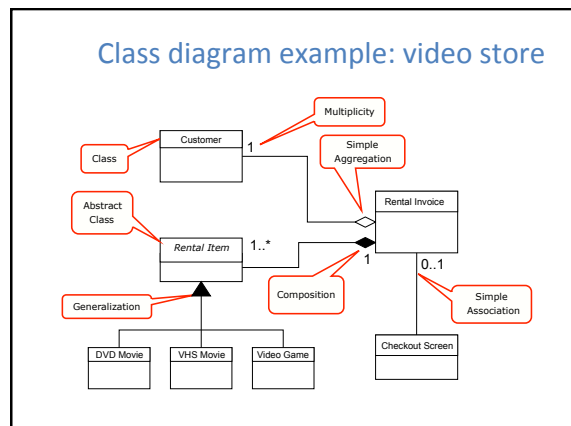 Class diagram example: video store
Multiplicity
Customer
1
Simple
Aggregation
Class
Rental Invoice
Abstract
Class
Rental Item
1..*
1
0..1
Generalization
Composition
Simple
Association
DVD Movie
VHS Movie
Video Game
Checkout Screen